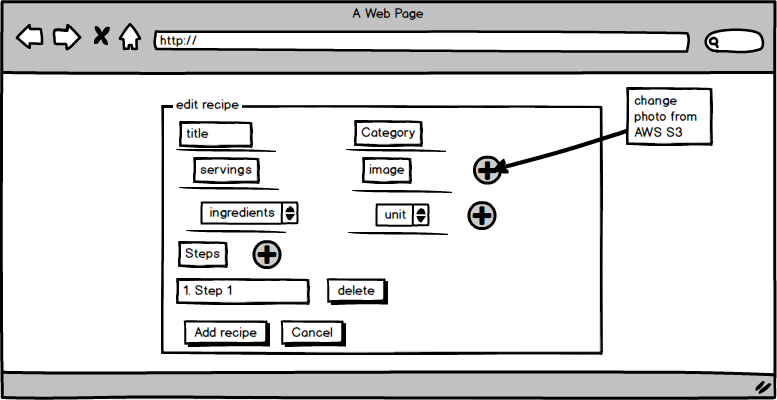 A Web Page
http://
edit recipe
change
photo from
AWS S3
title
Category
servings
image
ingredients
unit
Steps
1. Step 1
delete
Add recipe
Cancel